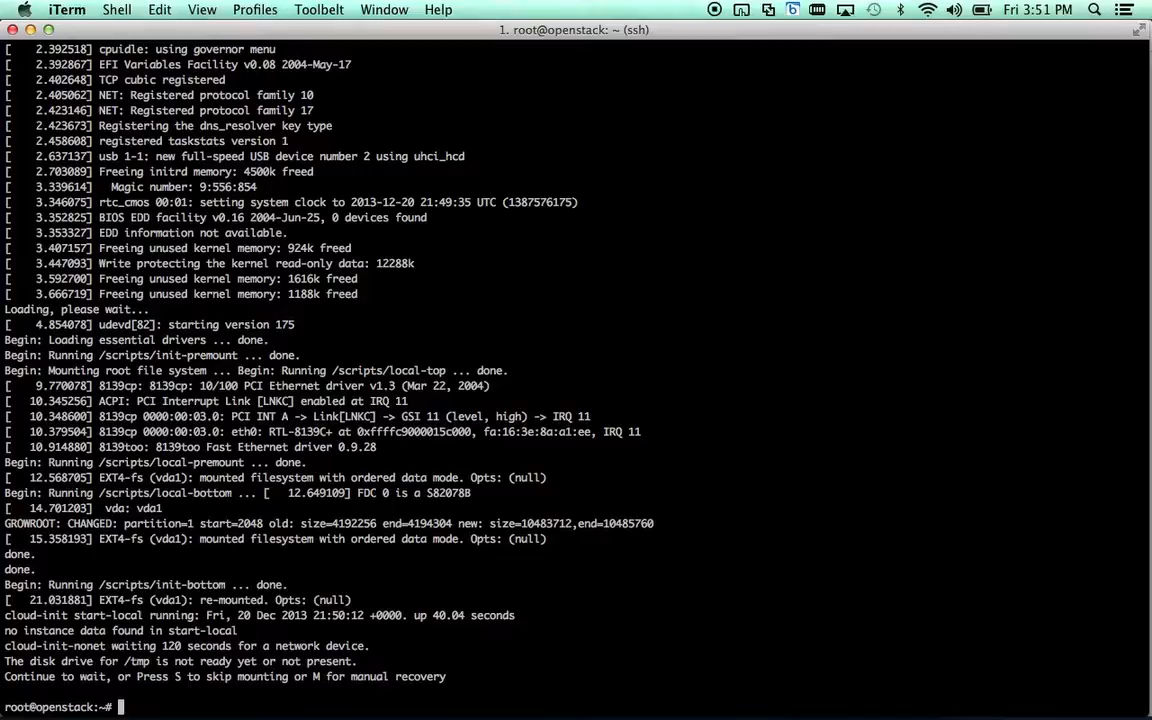 iTerm Shell Edit View Profiles Toolbelt Window Help Fri 3:51 PM
1. root@openstack: ~ (ssh)
[    2.392518] cpuidle: using governor menu
[    2.392867] EFI Variables Facility v0.08 2004-May-17
[    2.402648] TCP cubic registered
[    2.405062] NET: Registered protocol family 10
[    2.423146] NET: Registered protocol family 17
[    2.423673] Registering the dns_resolver key type
[    2.458608] registered taskstats version 1
[    2.637137] usb 1-1: new full-speed USB device number 2 using uhci_hcd
[    2.703089] Freeing initrd memory: 4500k freed
[    3.339614]   Magic number: 9:556:854
[    3.346075] rtc_cmos 00:01: setting system clock to 2013-12-20 21:49:35 UTC (1387576175)
[    3.352825] BIOS EDD facility v0.16 2004-Jun-25, 0 devices found
[    3.353327] EDD information not available.
[    3.407157] Freeing unused kernel memory: 924k freed
[    3.447093] Write protecting the kernel read-only data: 12288k
[    3.592700] Freeing unused kernel memory: 1616k freed
[    3.666719] Freeing unused kernel memory: 1188k freed
Loading, please wait...
[    4.854078] udevd[82]: starting version 175
Begin: Loading essential drivers ... done.
Begin: Running /scripts/init-premount ... done.
Begin: Mounting root file system ... Begin: Running /scripts/local-top ... done.
[    9.770078] 8139cp: 8139cp: 10/100 PCI Ethernet driver v1.3 (Mar 22, 2004)
[   10.345256] ACPI: PCI Interrupt Link [LNKC] enabled at IRQ 11
[   10.348600] 8139cp 0000:00:03.0: PCI INT A -> Link[LNKC] -> GSI 11 (level, high) -> IRQ 11
[   10.379504] 8139cp 0000:00:03.0: eth0: RTL-8139C+ at 0xffffc9000015c000, fa:16:3e:8a:a1:ee, IRQ 11
[   10.914880] 8139too: 8139too Fast Ethernet driver 0.9.28
Begin: Running /scripts/local-premount ... done.
[   12.568705] EXT4-fs (vda1): mounted filesystem with ordered data mode. Opts: (null)
Begin: Running /scripts/local-bottom ... [   12.649109] FDC 0 is a S82078B
[   14.701203]  vda: vda1
GROWROOT: CHANGED: partition=1 start=2048 old: size=4192256 end=4194304 new: size=10483712,end=10485760
[   15.358193] EXT4-fs (vda1): mounted filesystem with ordered data mode. Opts: (null)
done.
done.
Begin: Running /scripts/init-bottom ... done.
[   21.031881] EXT4-fs (vda1): re-mounted. Opts: (null)
cloud-init start-local running: Fri, 20 Dec 2013 21:50:12 +0000. up 40.04 seconds
no instance data found in start-local
cloud-init-nonet waiting 120 seconds for a network device.
The disk drive for /tmp is not ready yet or not present.
Continue to wait, or Press S to skip mounting or M for manual recovery
root@openstack:~#